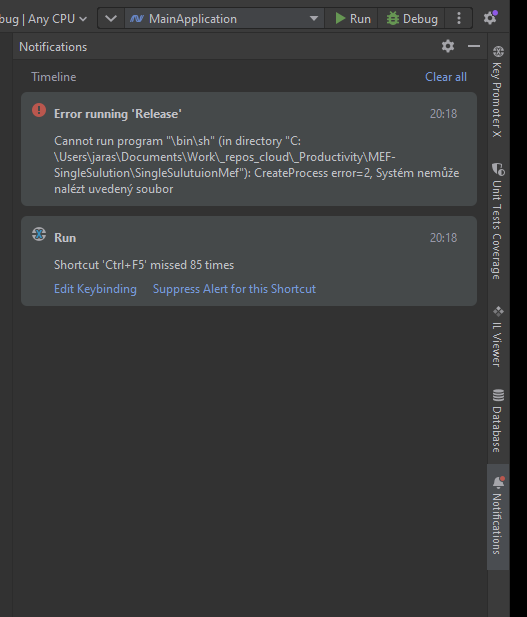 bug | Any CPU
MainApplication
Run
Debug
Notifications
Timeline
Clear all
Error running 'Release'
20:18
Cannot run program "\bin\sh" (in directory "C:
\Users\jaras\Documents\Work\_repos_cloud\_Productivity\MEF-
SingleSulution\SingleSulutuionMef"): CreateProcess error=2, Systém nemůže
nalézt uvedený soubor
Run
20:18
Shortcut 'Ctrl+F5' missed 85 times
Edit Keybinding
Suppress Alert for this Shortcut
Key Promoter X
Unit Tests Coverage
IL Viewer
Database
Notifications